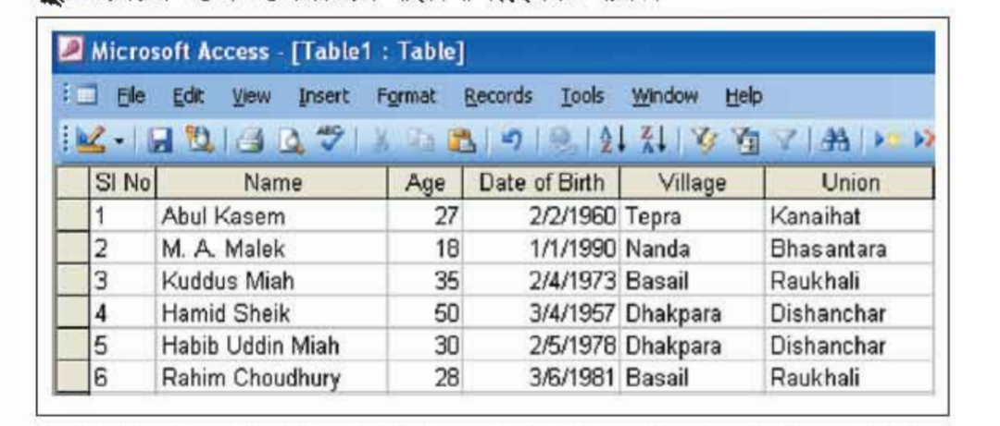 Microsoft Access - [Table1 : Table]
File Edit View Insert Format Records Tools Window Help
Sl No Name Age Date of Birth Village Union
1 Abul Kasem 27 2/2/1960 Tepra Kanaihat
2 M. A. Malek 18 1/1/1990 Nanda Bhasantara
3 Kuddus Miah 35 2/4/1973 Basail Raukhali
4 Hamid Sheik 50 3/4/1957 Dhakpara Dishanchar
5 Habib Uddin Miah 30 2/5/1978 Dhakpara Dishanchar
6 Rahim Choudhury 28 3/6/1981 Basail Raukhali